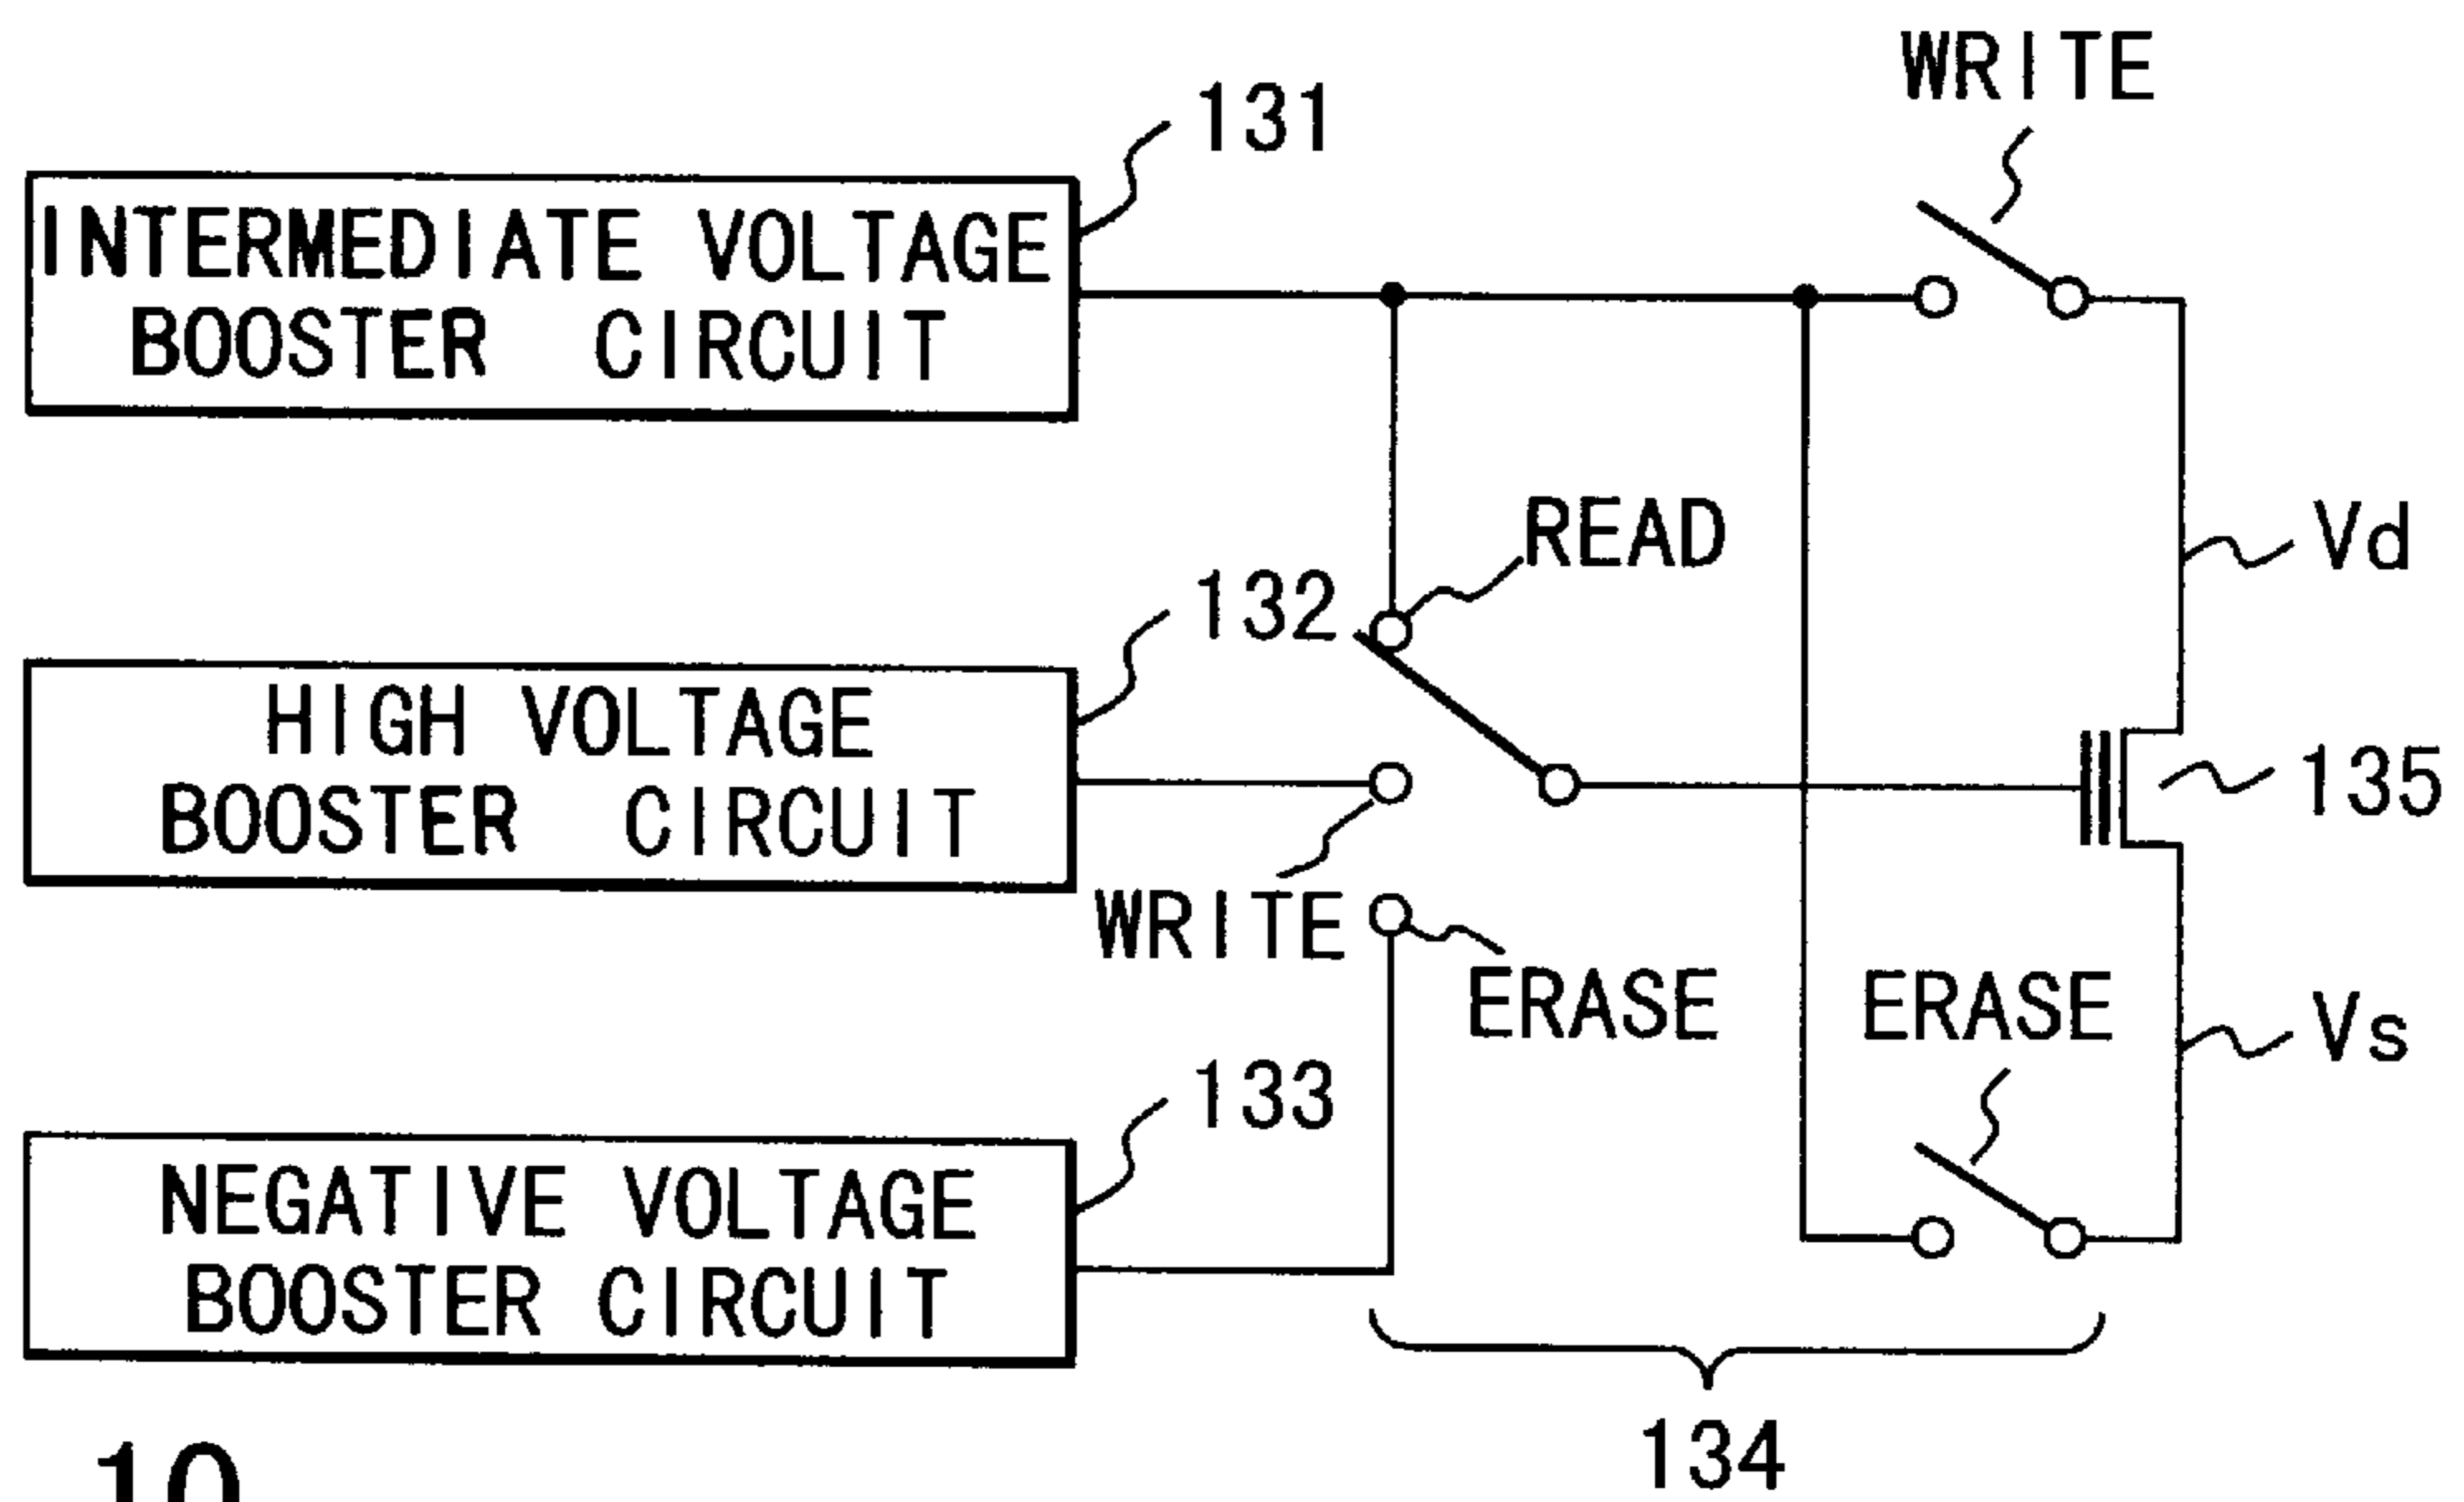 WRITE
131
INTERMEDIATE VOLTAGE
BOOSTER CIRCUIT
READ
Vd
132
HIGH VOLTAGE
BOOSTER CIRCUIT
135
WRITE
ERASE
ERASE
Vs
133
NEGATIVE VOLTAGE
BOOSTER CIRCUIT
134
10